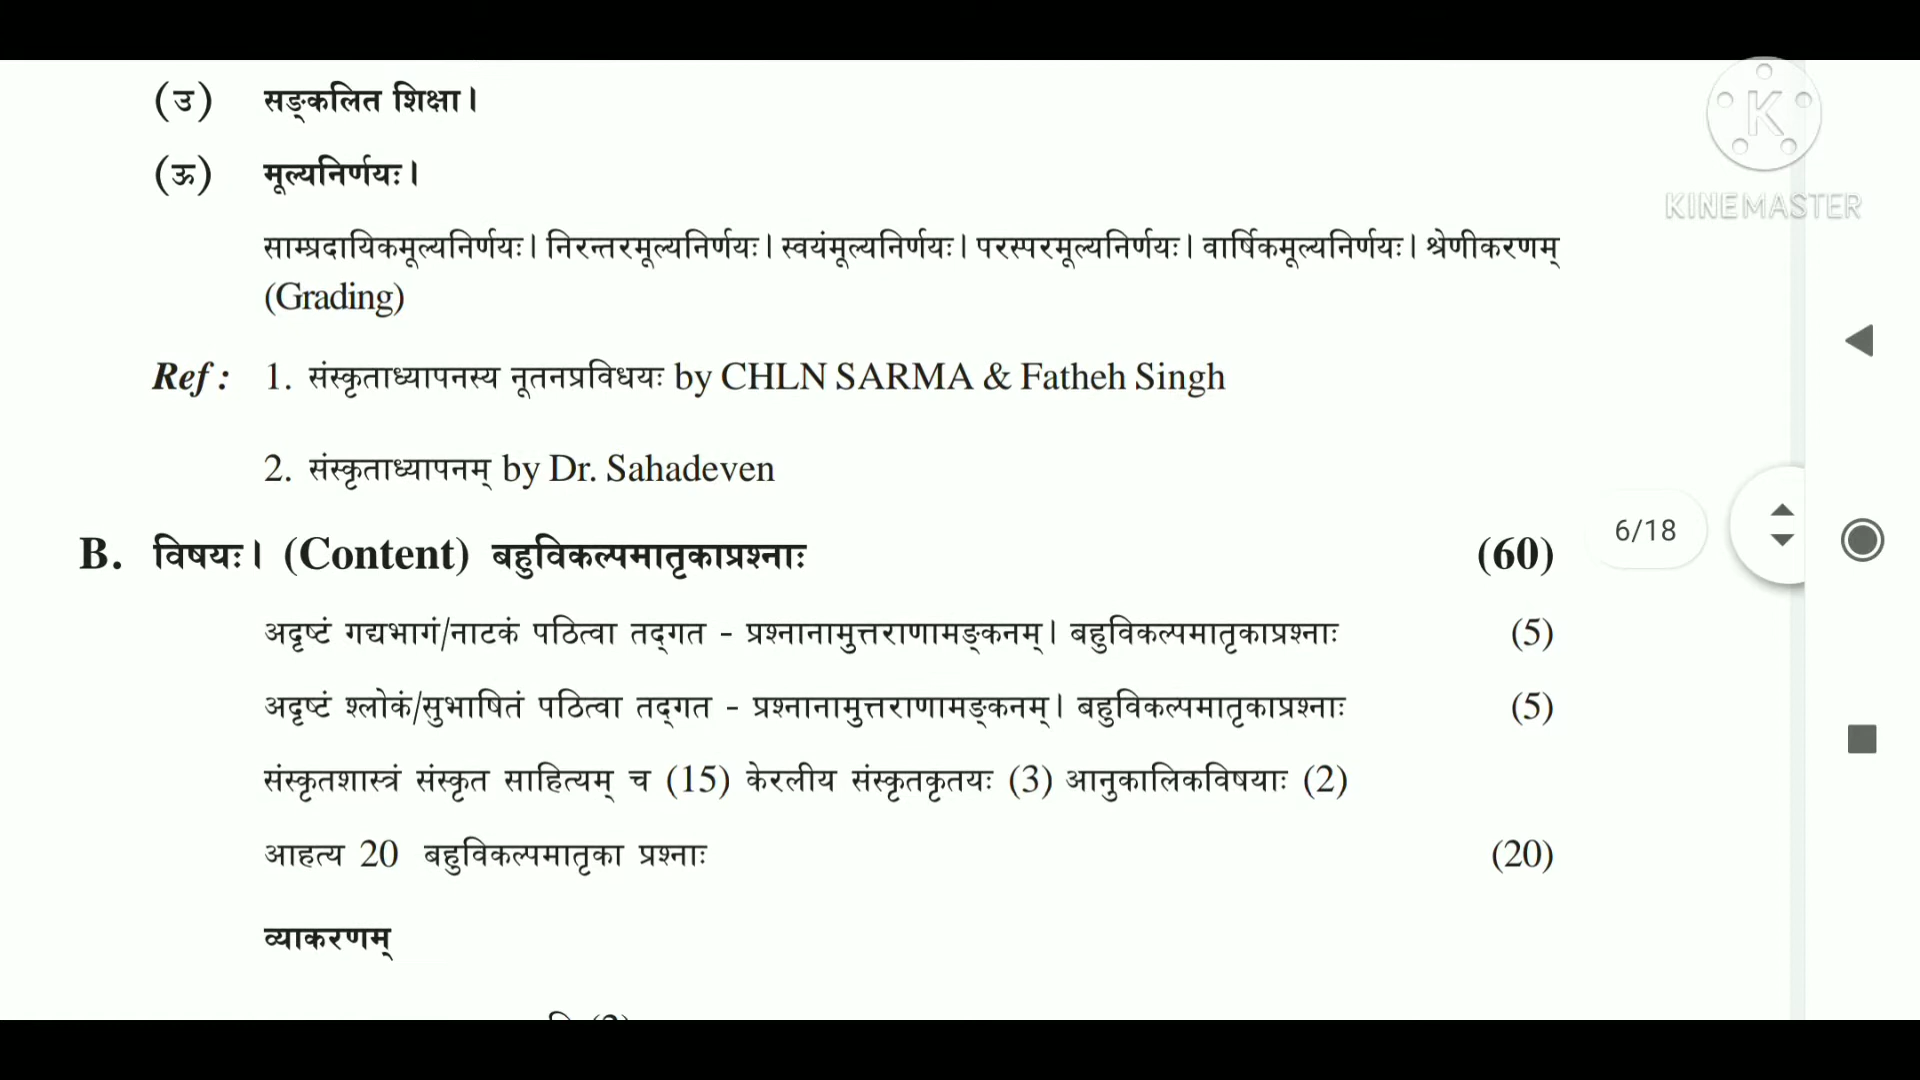 (उ) सङ्कलित शिक्षा।
(ऊ) मूल्यनिर्णयः।
साम्प्रदायिकमूल्यनिर्णयः। निरन्तरमूल्यनिर्णयः। स्वयंमूल्यनिर्णयः। परस्परमूल्यनिर्णयः। वार्षिकमूल्यनिर्णयः। श्रेणीकरणम्
(Grading)
Ref : 1. संस्कृताध्यापनस्य नूतनप्रविधयः by CHLN SARMA & Fatheh Singh
2. संस्कृताध्यापनम् by Dr. Sahadeven
B. विषयः। (Content) बहुविकल्पमातृकाप्रश्नाः (60)
अदृष्टं गद्यभागं/नाटकं पठित्वा तद्गत - प्रश्नानामुत्तराणामङ्कनम्। बहुविकल्पमातृकाप्रश्नाः (5)
अदृष्टं श्लोकं/सुभाषितं पठित्वा तद्गत - प्रश्नानामुत्तराणामङ्कनम्। बहुविकल्पमातृकाप्रश्नाः (5)
संस्कृतशास्त्रं संस्कृत साहित्यम् च (15) केरलीय संस्कृतकृतयः (3) आनुकालिकविषयाः (2)
आहत्य 20 बहुविकल्पमातृका प्रश्नाः (20)
व्याकरणम्
K
KINEMASTER
6/18